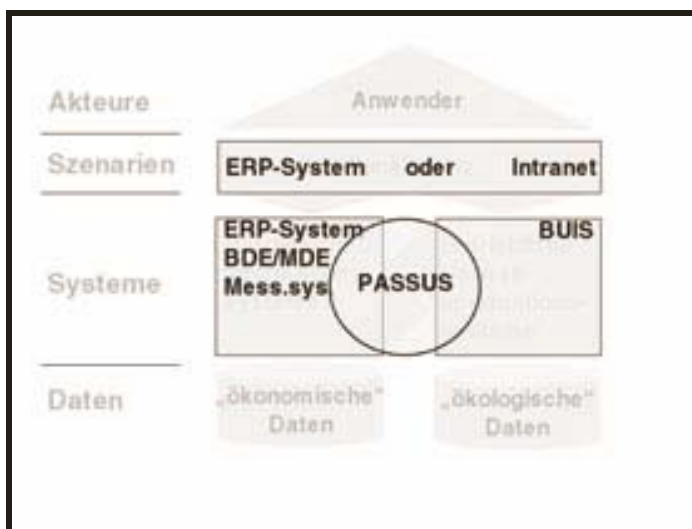 Akteure
Anwender
Szenarien
ERP-System oder Intranet
Systeme
ERP-System
BDE/MDE
Mess.sys
PASSUS
BUIS
Daten
„ökonomische“
Daten
„ökologische“
Daten